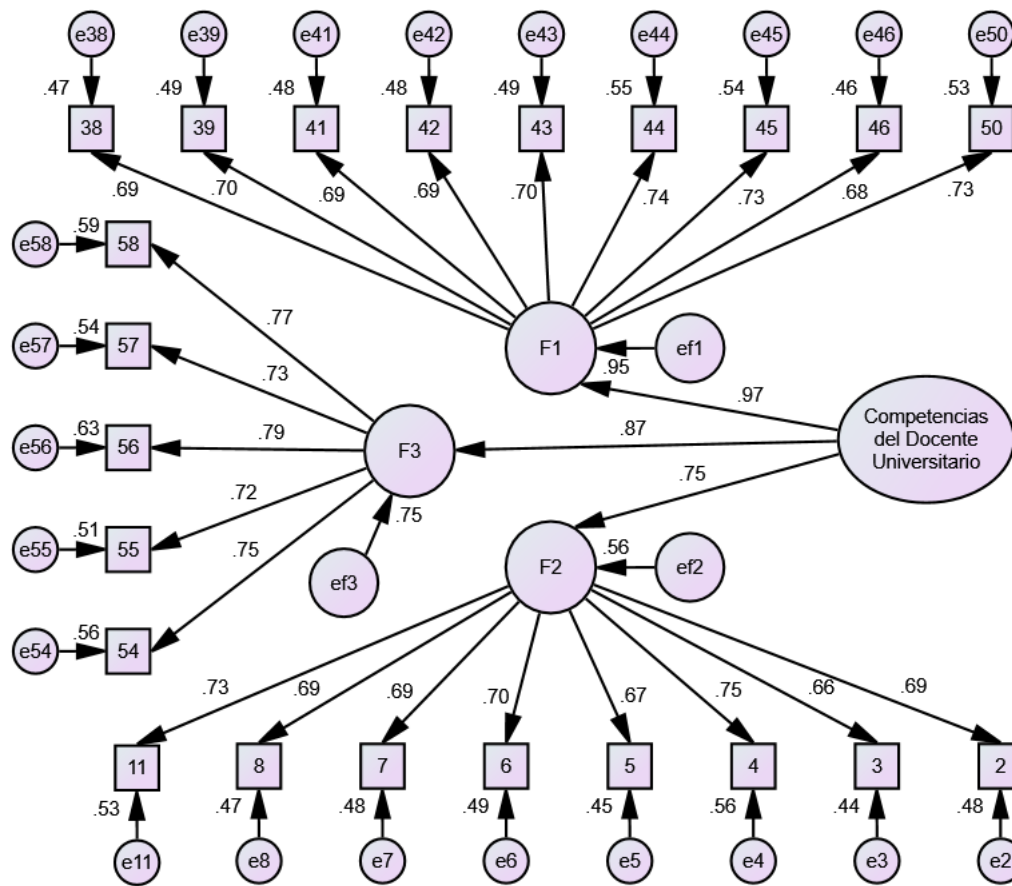 e38 e39 e41 e42 e43 e44 e45 e46 e50
.47 .49 .48 .48 .49 .55 .54 .46 .53
38 39 41 42 43 44 45 46 50
.69 .70 .69 .69 .70 .74 .73 .68 .73
e58 .59 58
.77
e57 .54 57
.73
F1 ef1
.95
.97
e56 .63 56
.79
F3
.87
Competencias
del Docente
Universitario
.72
.75
e55 .51 55
.75
ef3
.75
F2 .56 ef2
e54 .56 54
.73 .69 .69 .70 .67 .75 .66 .69
11 8 7 6 5 4 3 2
.53 .47 .48 .49 .45 .56 .44 .48
e11 e8 e7 e6 e5 e4 e3 e2